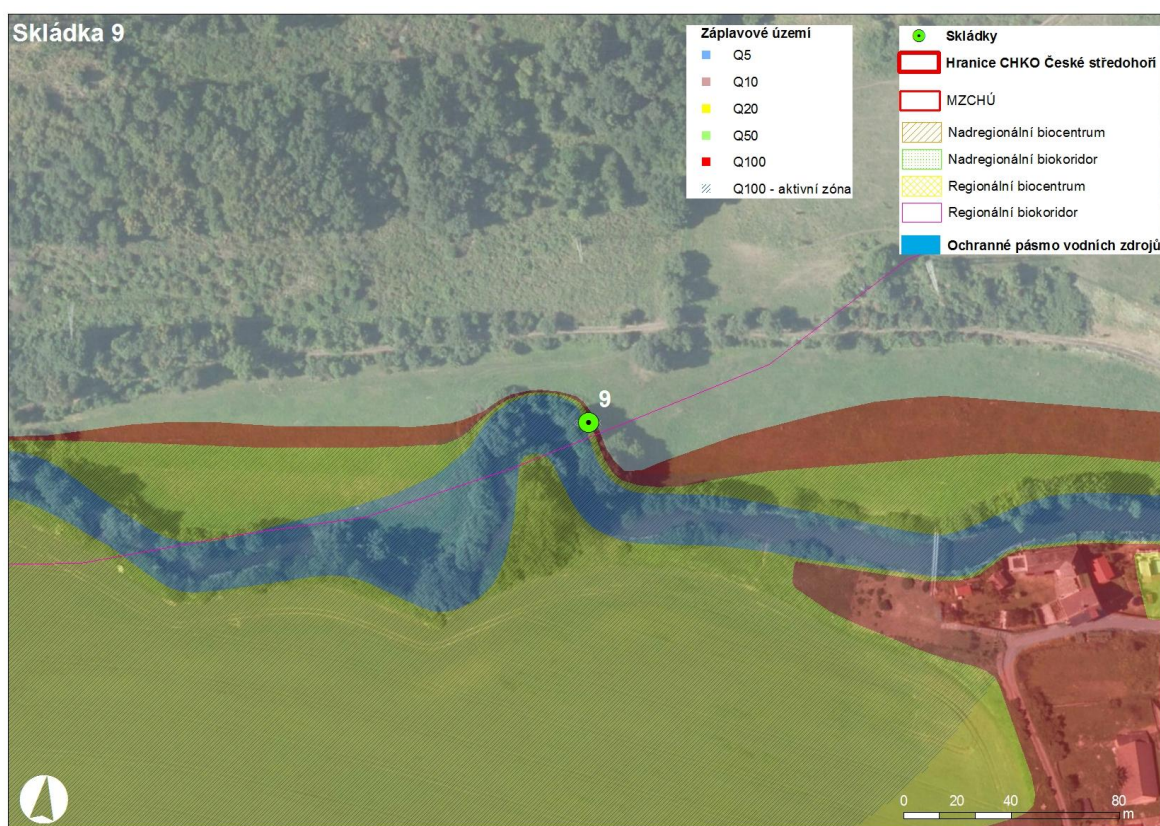 Skládka 9
Záplavové území
Q5
Q10
Q20
Q50
Q100
Q100 - aktivní zóna
Skládky
Hranice CHKO České středohoří
MZCHÚ
Nadregionální biocentrum
Nadregionální biokoridor
Regionální biocentrum
Regionální biokoridor
Ochranné pásmo vodních zdrojů
9
0 20 40 80
m